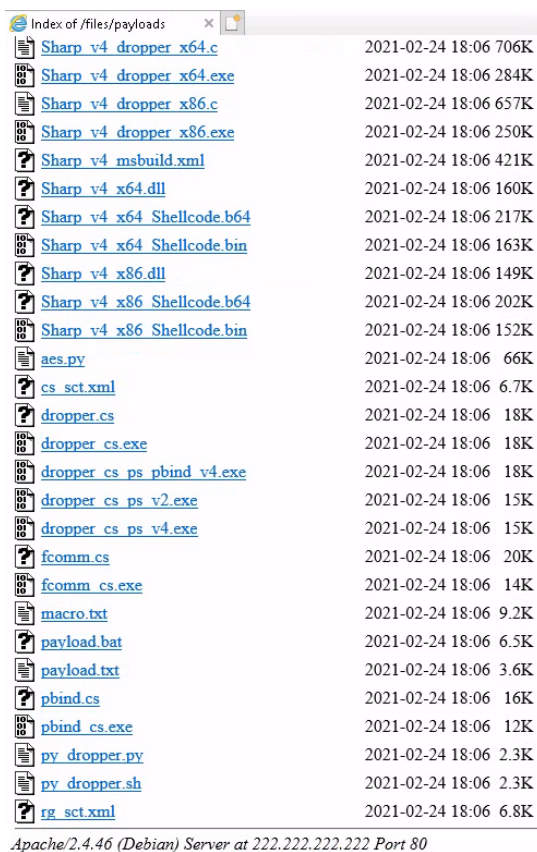 Index of /files/payloads
Sharp_v4_dropper_x64.c 2021-02-24 18:06 706K
Sharp_v4_dropper_x64.exe 2021-02-24 18:06 284K
Sharp_v4_dropper_x86.c 2021-02-24 18:06 657K
Sharp_v4_dropper_x86.exe 2021-02-24 18:06 250K
Sharp_v4_msbuild.xml 2021-02-24 18:06 421K
Sharp_v4_x64.dll 2021-02-24 18:06 160K
Sharp_v4_x64_Shellcode.b64 2021-02-24 18:06 217K
Sharp_v4_x64_Shellcode.bin 2021-02-24 18:06 163K
Sharp_v4_x86.dll 2021-02-24 18:06 149K
Sharp_v4_x86_Shellcode.b64 2021-02-24 18:06 202K
Sharp_v4_x86_Shellcode.bin 2021-02-24 18:06 152K
aes.py 2021-02-24 18:06 66K
cs_sct.xml 2021-02-24 18:06 6.7K
dropper.cs 2021-02-24 18:06 18K
dropper_cs.exe 2021-02-24 18:06 18K
dropper_cs_ps_pbind_v4.exe 2021-02-24 18:06 18K
dropper_cs_ps_v2.exe 2021-02-24 18:06 15K
dropper_cs_ps_v4.exe 2021-02-24 18:06 15K
fcomm.cs 2021-02-24 18:06 20K
fcomm_cs.exe 2021-02-24 18:06 14K
macro.txt 2021-02-24 18:06 9.2K
payload.bat 2021-02-24 18:06 6.5K
payload.txt 2021-02-24 18:06 3.6K
pbind.cs 2021-02-24 18:06 16K
pbind_cs.exe 2021-02-24 18:06 12K
py_dropper.py 2021-02-24 18:06 2.3K
py_dropper.sh 2021-02-24 18:06 2.3K
rg_sct.xml 2021-02-24 18:06 6.8K
Apache/2.4.46 (Debian) Server at 222.222.222.222 Port 80